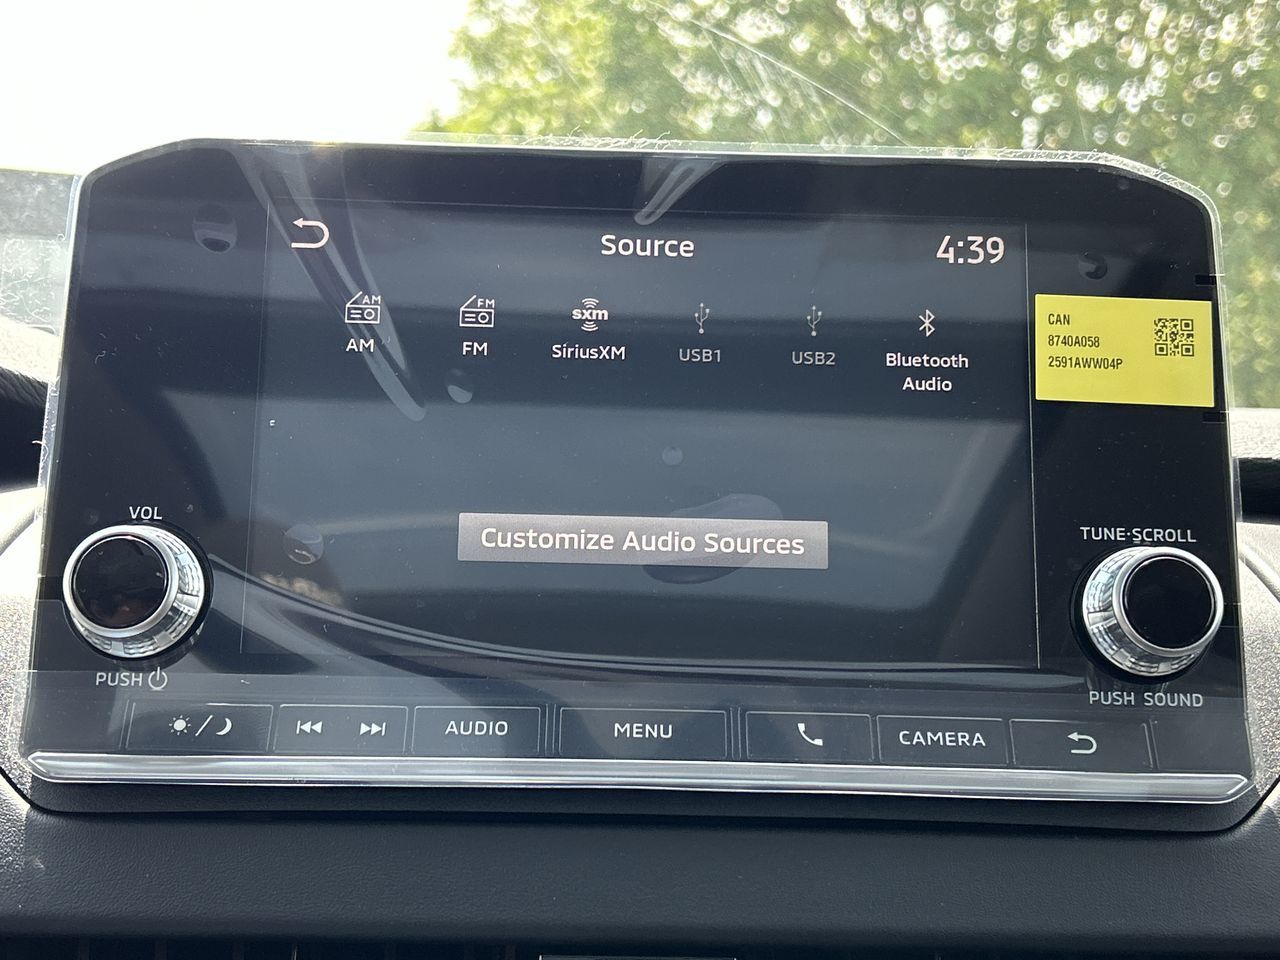 Source
4:39
AM
FM
sxm
AM
FM
SiriusXM
USB1
USB2
Bluetooth
Audio
CAN
8740A058
2591AWW04P
Customize Audio Sources
VOL
PUSH
TUNE·SCROLL
PUSH SOUND
AUDIO
MENU
CAMERA